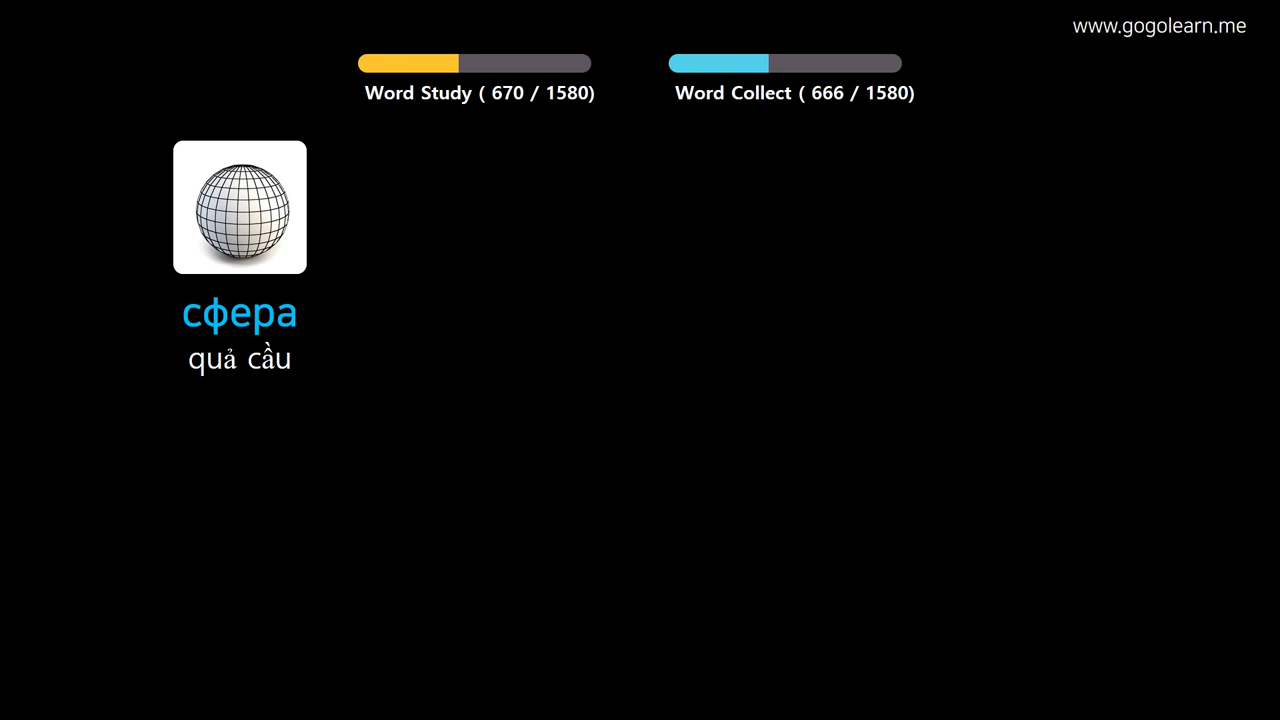 www.gogolearn.me
Word Study ( 670 / 1580)
Word Collect ( 666 / 1580)
сфера
quả cầu